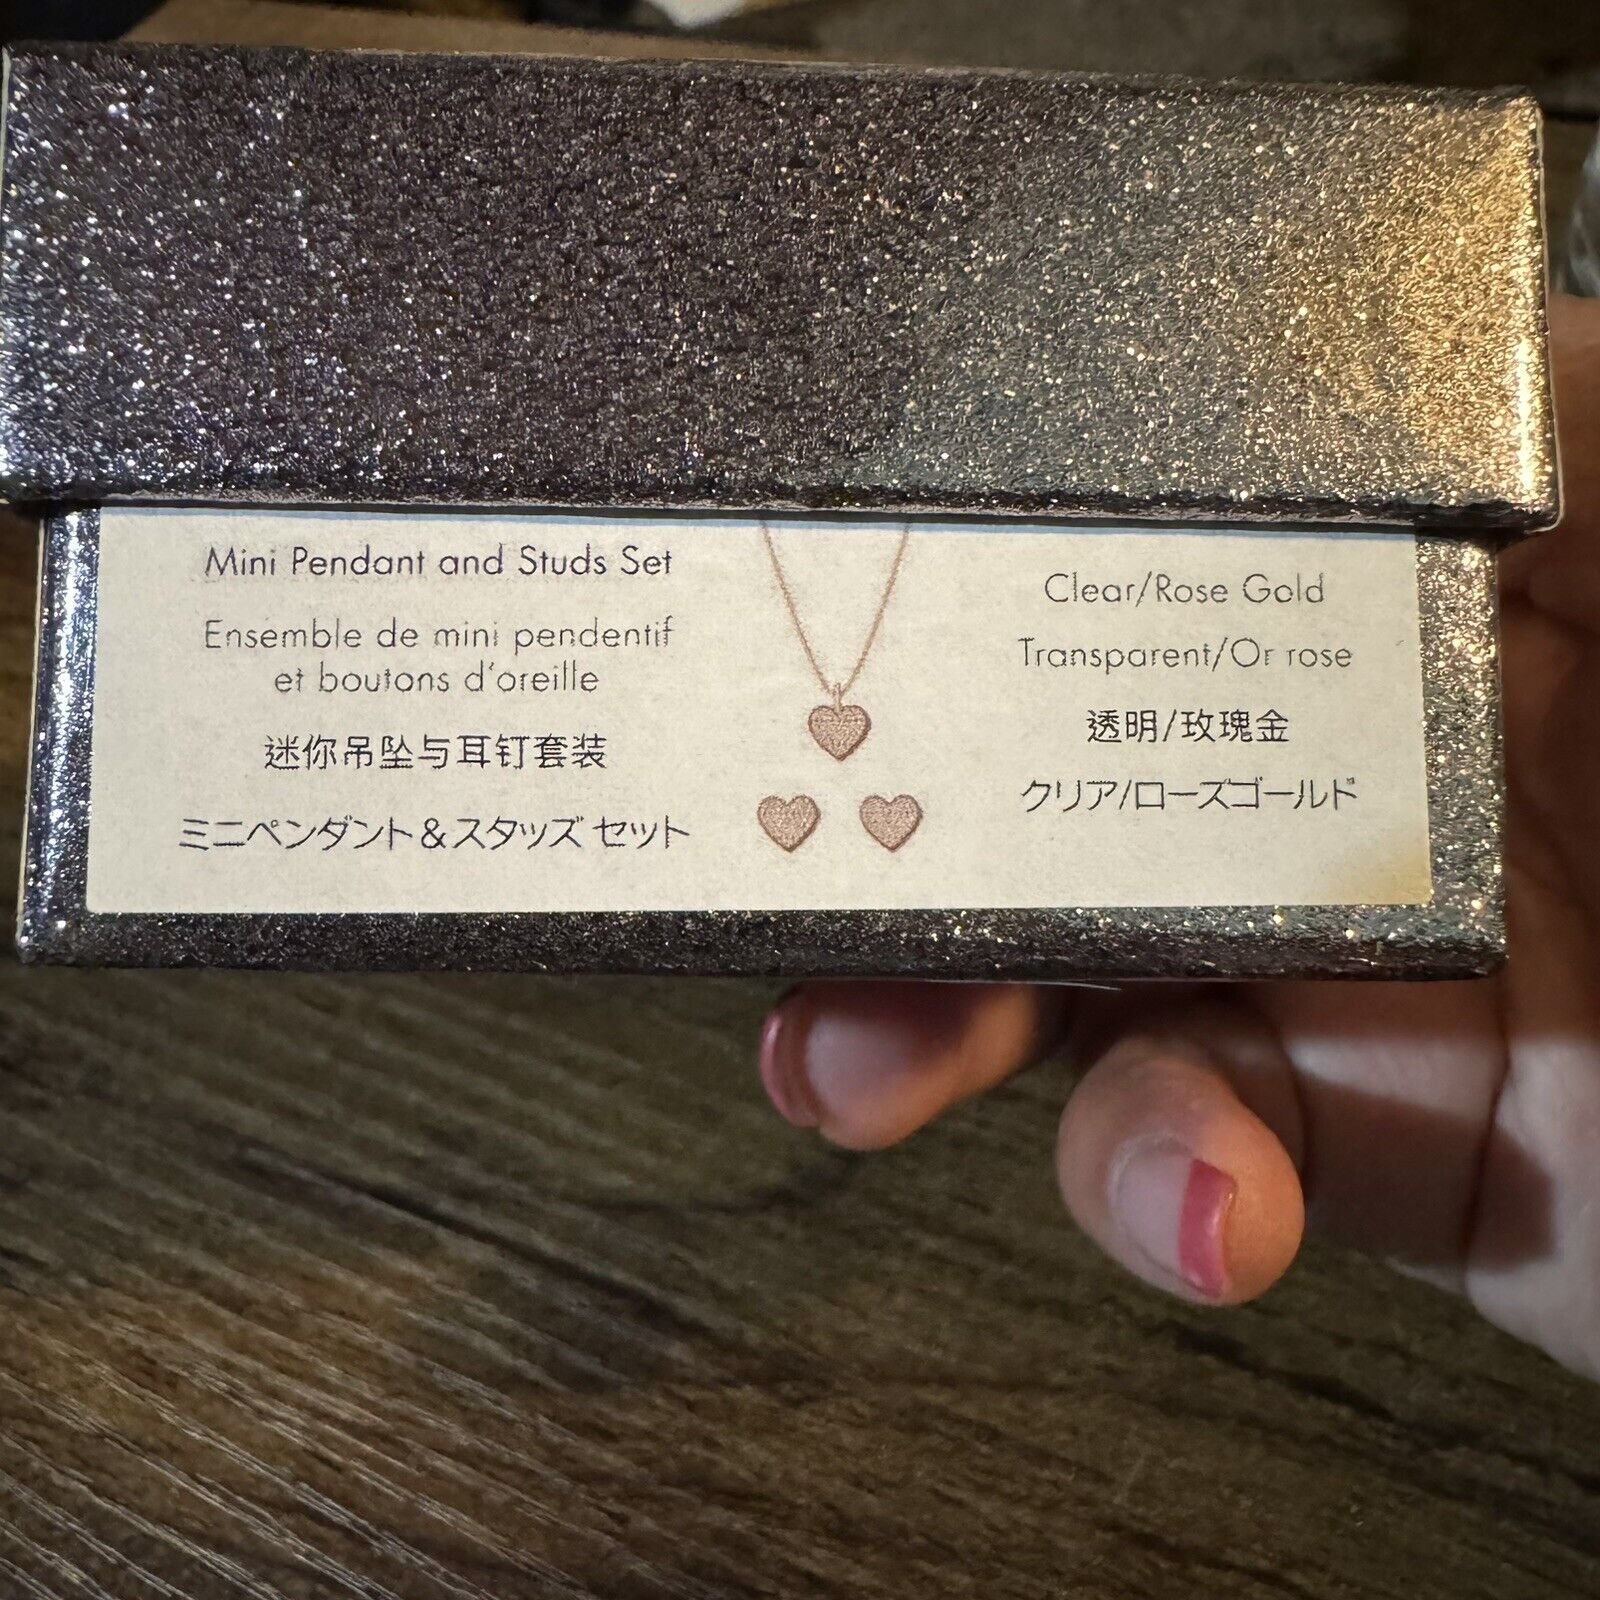 Mini Pendant and Studs Set
Ensemble de mini pendentif
et boutons d'oreille
迷你吊坠与耳钉套装
ミニペンダント&スタッズ セット
Clear/Rose Gold
Transparent/Or rose
透明/玫瑰金
クリア/ローズゴールド